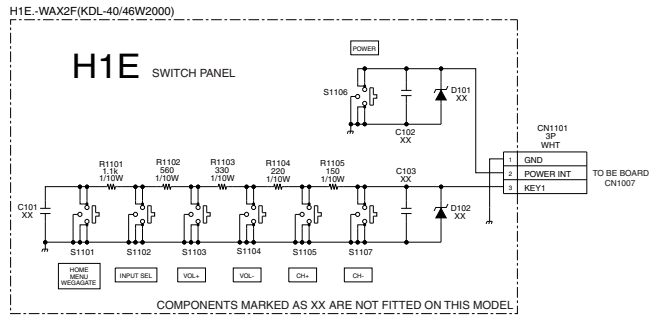 H1E.-WAX2F(KDL-40/46W2000)
H1E SWITCH PANEL
POWER
S1106
C102
XX
D101
XX
CN1101
3P
WHT
1 GND
2 POWER INT
3 KEY1
TO BE BOARD
CN1007
R1101
1.1k
1/10W
R1102
560
1/10W
R1103
330
1/10W
R1104
220
1/10W
R1105
150
1/10W
C103
XX
C101
XX
D102
XX
S1101
S1102
S1103
S1104
S1105
S1107
HOME
MENU
WEGAGATE
INPUT SEL
VOL+
VOL-
CH+
CH-
COMPONENTS MARKED AS XX ARE NOT FITTED ON THIS MODEL